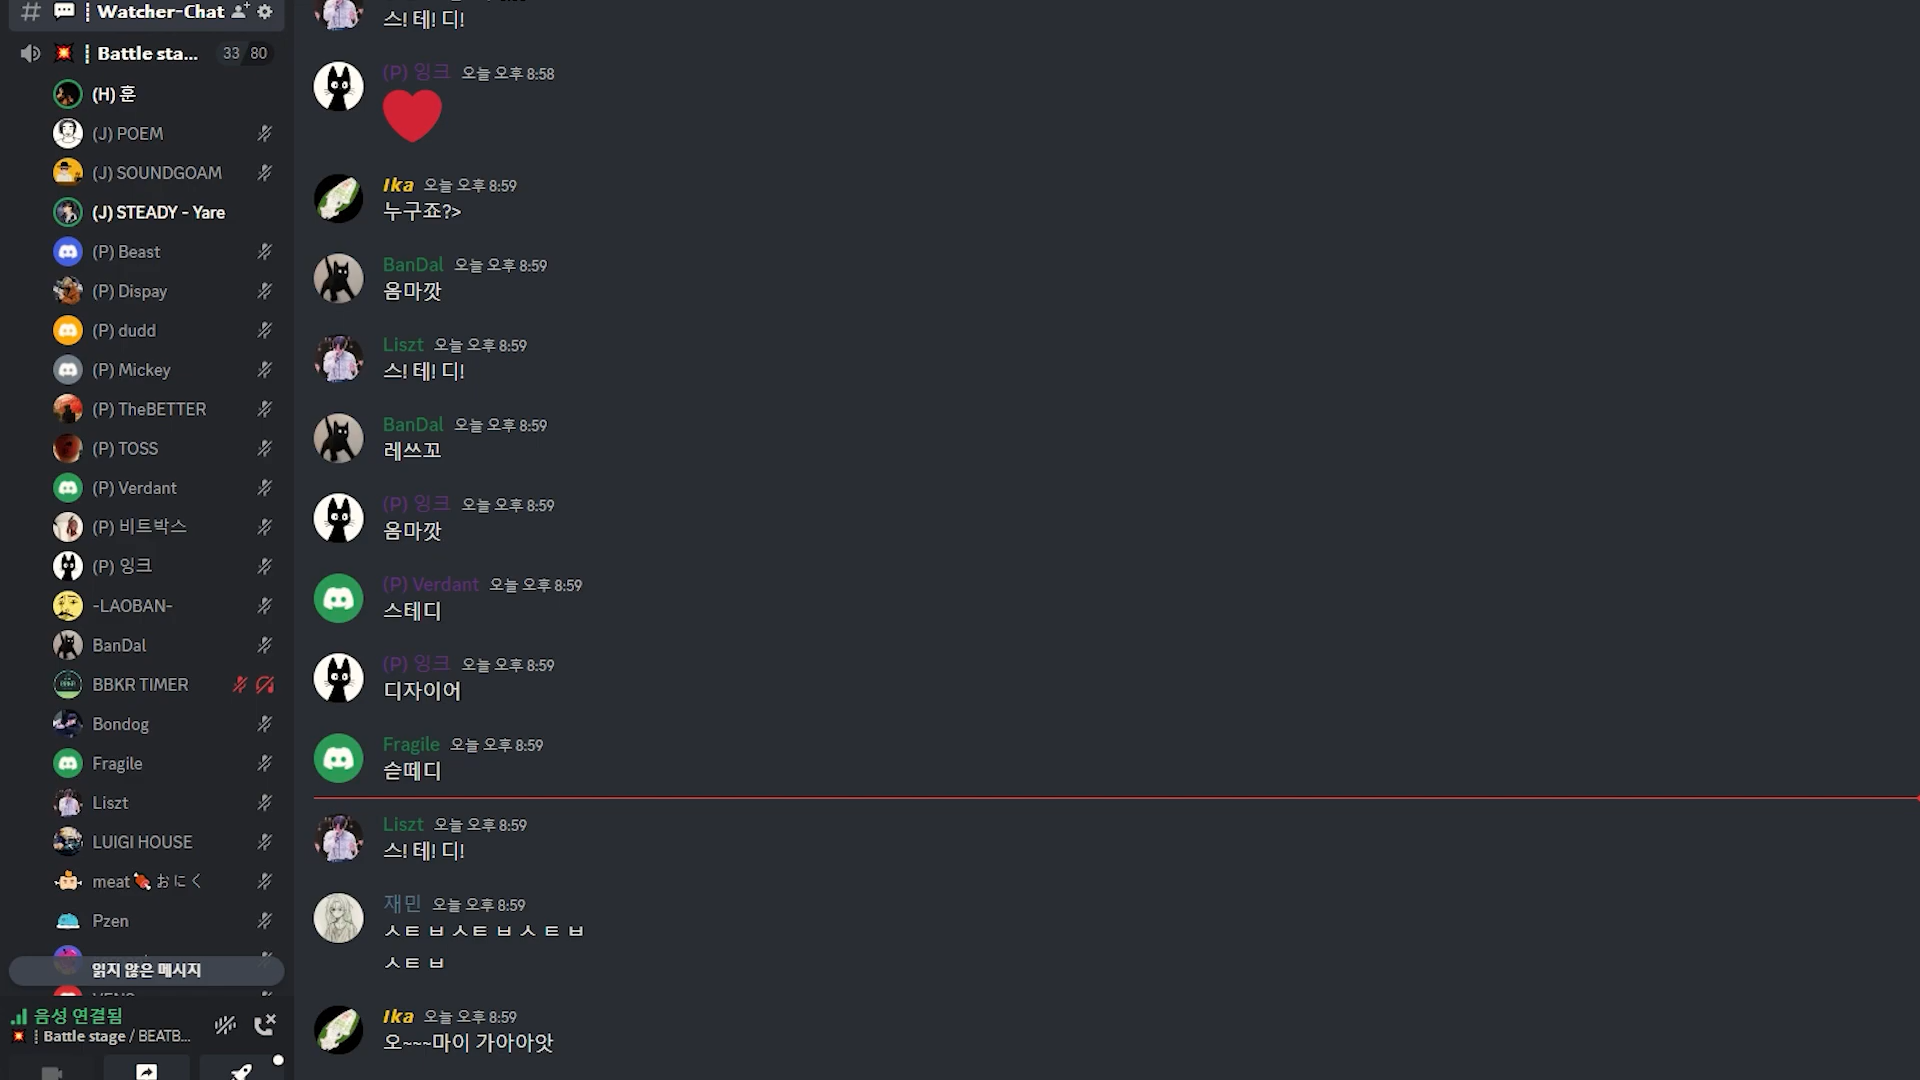 Watcher-Chat
Battle sta... 33 80
(H) 훈
(J) POEM
(J) SOUNDGOAM
(J) STEADY - Yare
(P) Beast
(P) Dispay
(P) dudd
(P) Mickey
(P) TheBETTER
(P) TOSS
(P) Verdant
(P) 비트박스
(P) 잉크
-LAOBAN-
BanDal
BBKR TIMER
Bondog
Fragile
Liszt
LUIGI HOUSE
meat おにく
Pzen
읽지 않은 메시지
음성 연결됨
Battle stage / BEATB...
스! 테! 디!
(P) 잉크 오늘 오후 8:58
Ika 오늘 오후 8:59
누구죠?>
BanDal 오늘 오후 8:59
옴마깟
Liszt 오늘 오후 8:59
스! 테! 디!
BanDal 오늘 오후 8:59
레쓰꼬
(P) 잉크 오늘 오후 8:59
옴마깟
(P) Verdant 오늘 오후 8:59
스테디
(P) 잉크 오늘 오후 8:59
디자이어
Fragile 오늘 오후 8:59
슫떼디
Liszt 오늘 오후 8:59
스! 테! 디!
재민 오늘 오후 8:59
ㅅㅌ ㅂ ㅅㅌ ㅂ ㅅ ㅌ ㅂ
ㅅㅌ ㅂ
Ika 오늘 오후 8:59
오~~~마이 가아아앗